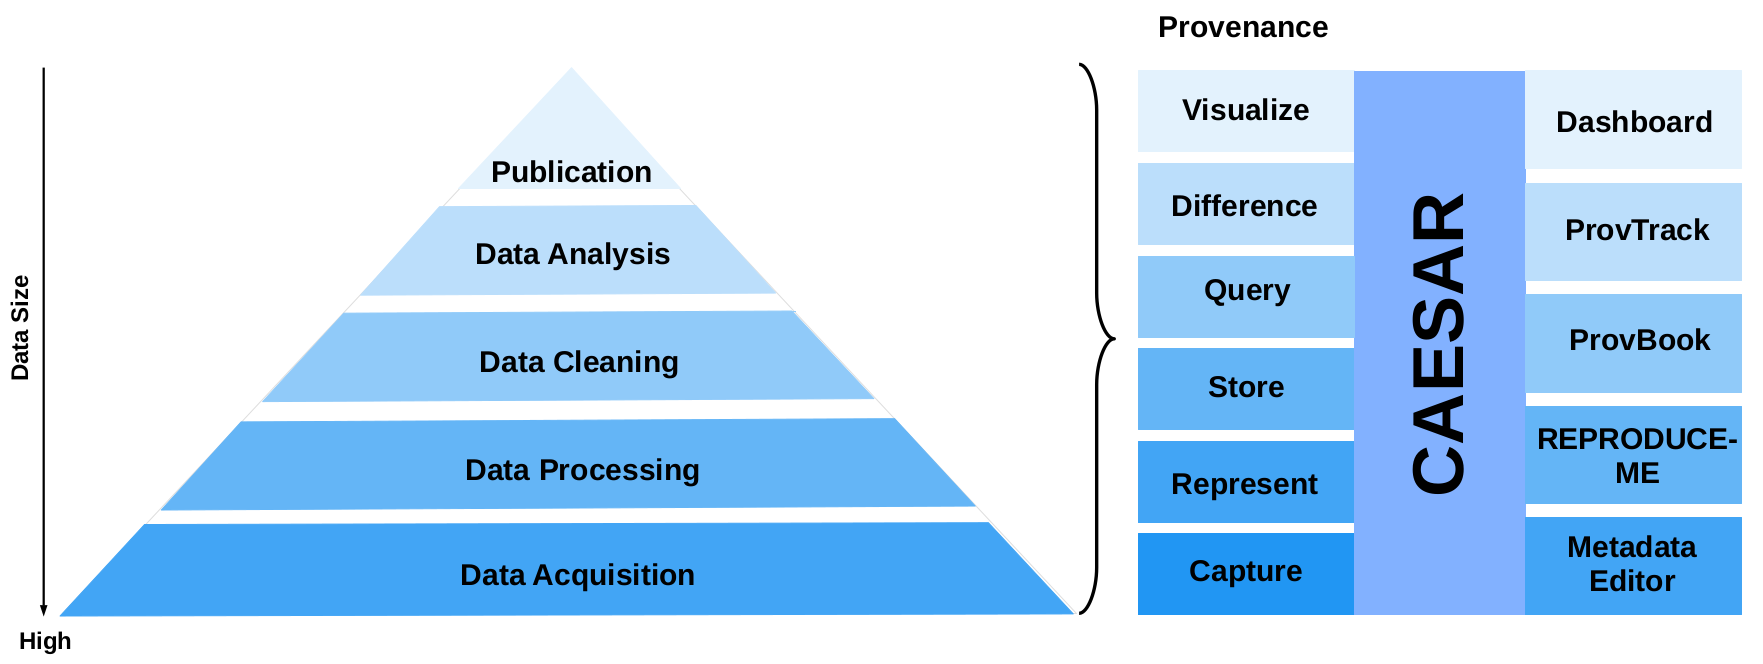 Provenance
Data Size
High
Publication
Data Analysis
Data Cleaning
Data Processing
Data Acquisition
Visualize
Difference
Query
Store
Represent
Capture
CAESAR
Dashboard
ProvTrack
ProvBook
REPRODUCE-
ME
Metadata
Editor